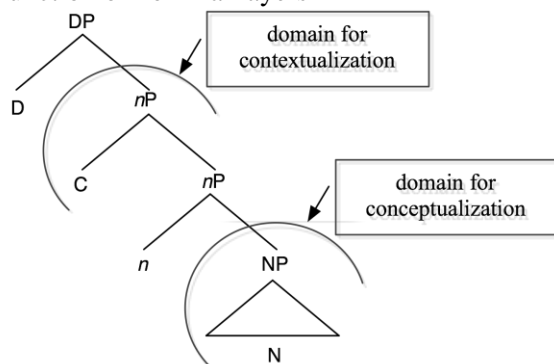 DP
domain for
contextualization
D
nP
C
nP
domain for
conceptualization
n
NP
N